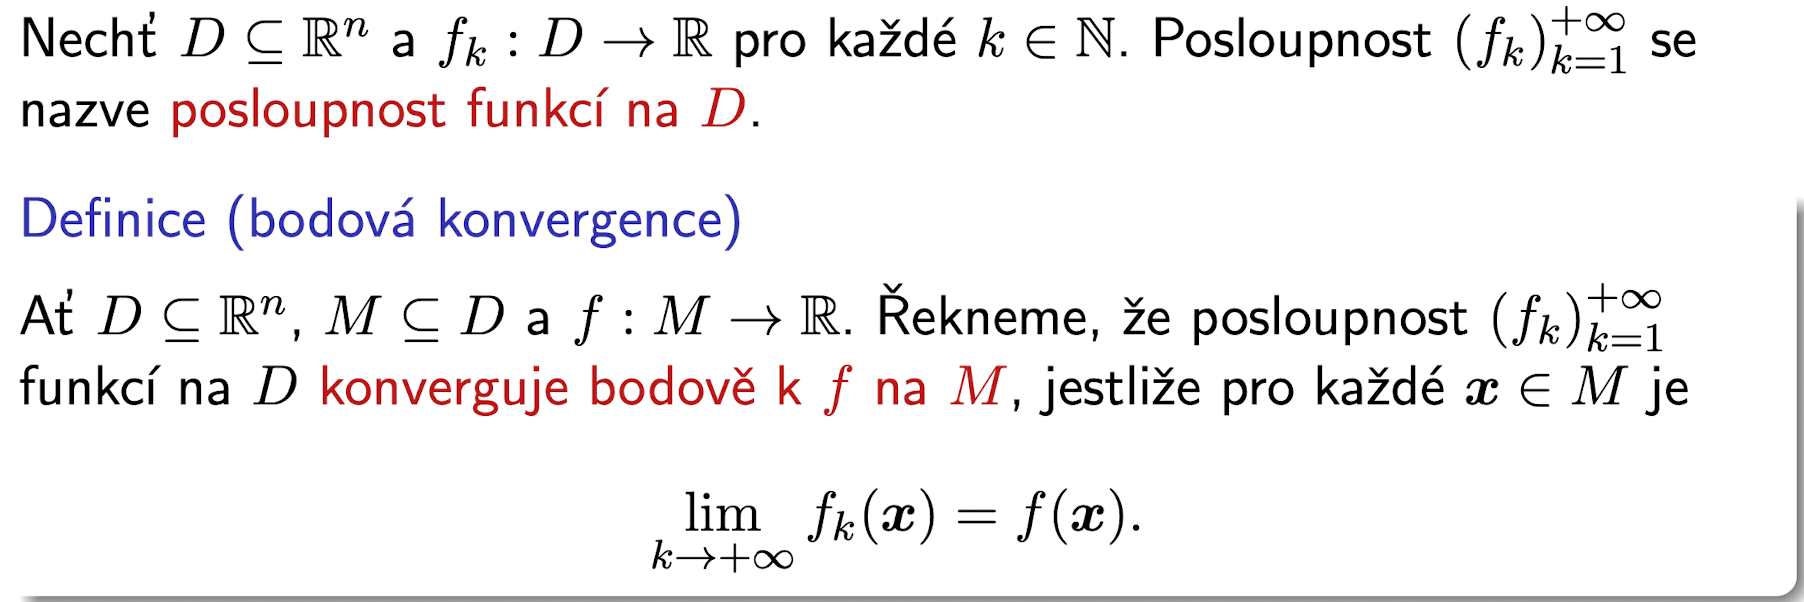 Nechť $D \subseteq \mathbb{R}^n$ a $f_k : D \to \mathbb{R}$ pro každé $k \in \mathbb{N}$. Posloupnost $(f_k)_{k=1}^{+\infty}$ se
nazve posloupnost funkcí na $D$.
Definice (bodová konvergence)
Ať $D \subseteq \mathbb{R}^n$, $M \subseteq D$ a $f : M \to \mathbb{R}$. Řekneme, že posloupnost $(f_k)_{k=1}^{+\infty}$
funkcí na $D$ konverguje bodově k $f$ na $M$, jestliže pro každé $\boldsymbol{x} \in M$ je
$\lim_{k \to +\infty} f_k(\boldsymbol{x}) = f(\boldsymbol{x}).$